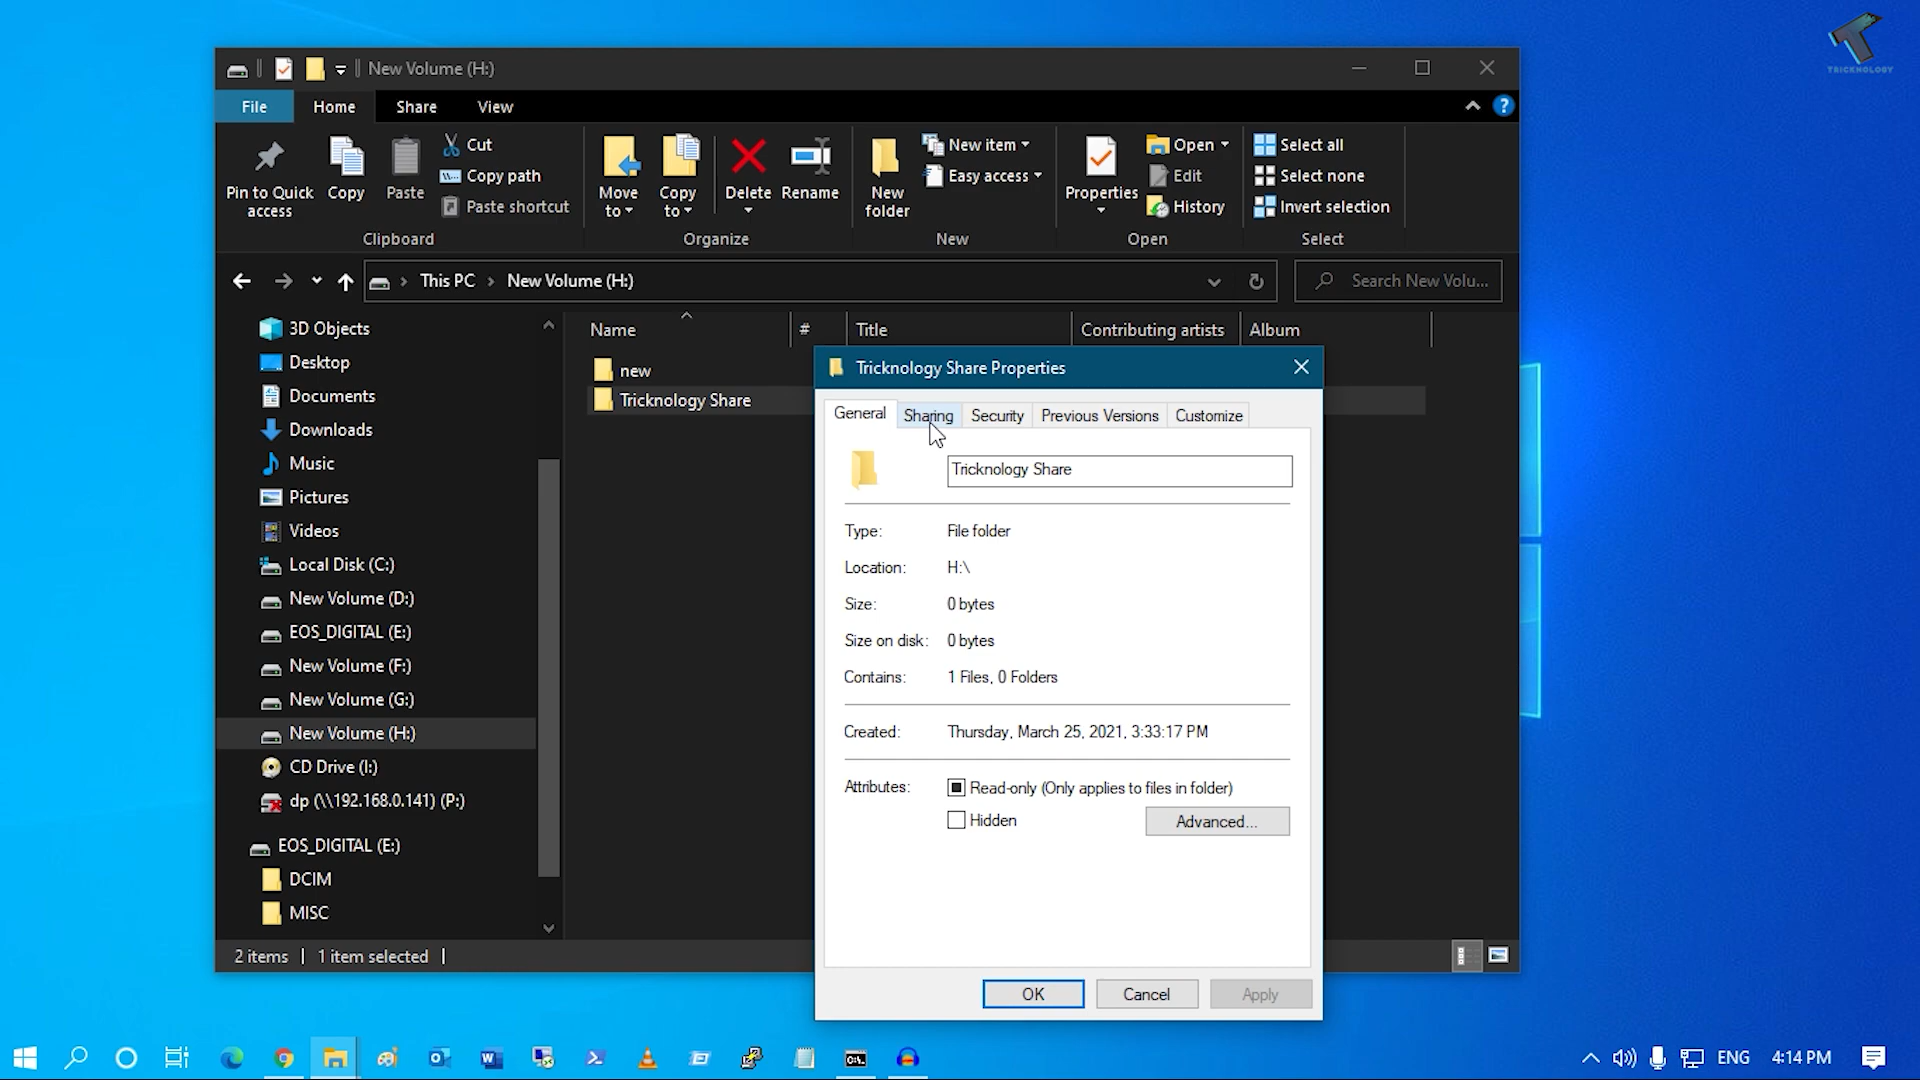 TRICKNOLOGY
New Volume (H:)
File Home Share View
Pin to Quick access
Copy
Paste
Cut
Copy path
Paste shortcut
Clipboard
Move to
Copy to
Delete
Rename
Organize
New folder
New item
Easy access
New
Properties
Open
Edit
History
Open
Select all
Select none
Invert selection
Select
This PC > New Volume (H:)
Search New Volu...
3D Objects
Desktop
Documents
Downloads
Music
Pictures
Videos
Local Disk (C:)
New Volume (D:)
EOS_DIGITAL (E:)
New Volume (F:)
New Volume (G:)
New Volume (H:)
CD Drive (I:)
dp (\\192.168.0.141) (P:)
EOS_DIGITAL (E:)
DCIM
MISC
Name # Title Contributing artists Album
new
Tricknology Share
2 items 1 item selected
Tricknology Share Properties
General Sharing Security Previous Versions Customize
Tricknology Share
Type: File folder
Location: H:\
Size: 0 bytes
Size on disk: 0 bytes
Contains: 1 Files, 0 Folders
Created: Thursday, March 25, 2021, 3:33:17 PM
Attributes: Read-only (Only applies to files in folder)
Hidden
Advanced...
OK Cancel Apply
ENG 4:14 PM